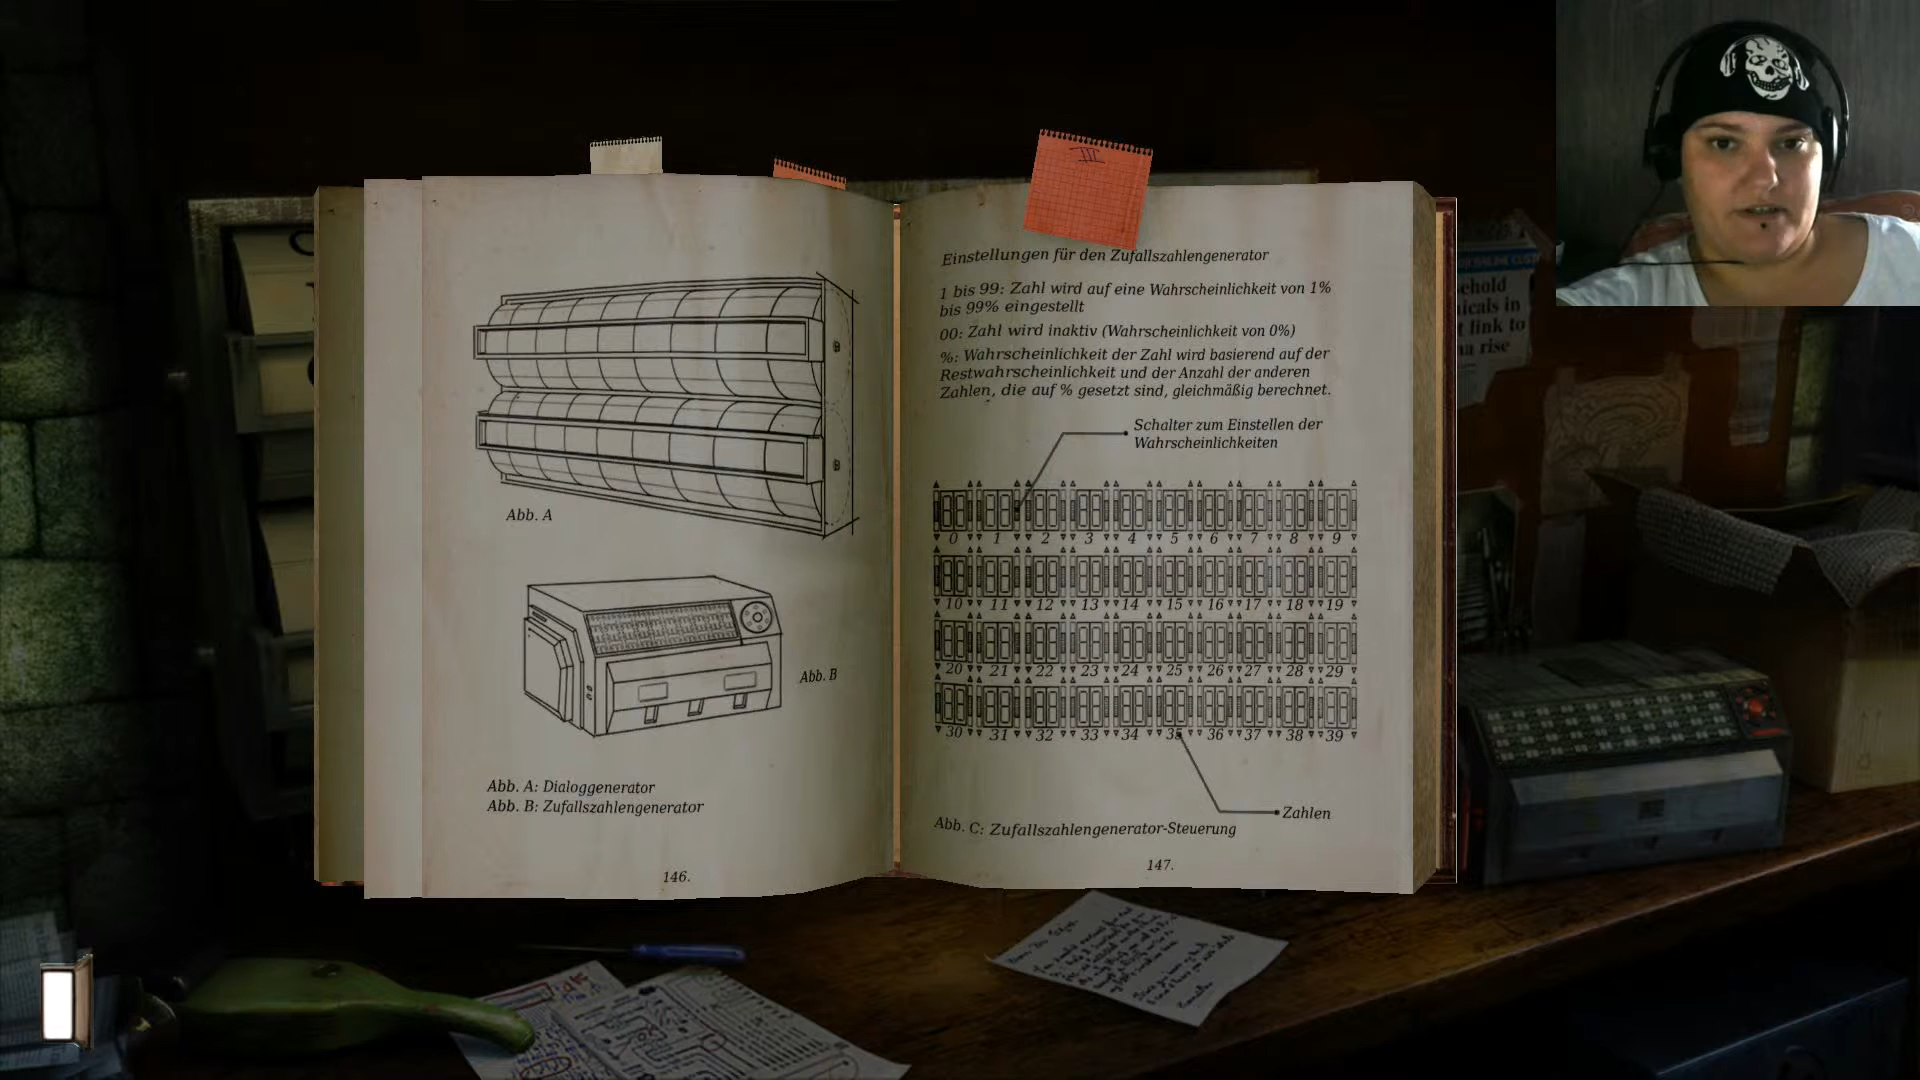 III
Einstellungen für den Zufallszahlengenerator
1 bis 99: Zahl wird auf eine Wahrscheinlichkeit von 1%
bis 99% eingestellt
00: Zahl wird inaktiv (Wahrscheinlichkeit von 0%)
%: Wahrscheinlichkeit der Zahl wird basierend auf der
Restwahrscheinlichkeit und der Anzahl der anderen
Zahlen, die auf % gesetzt sind, gleichmäßig berechnet.
Schalter zum Einstellen der
Wahrscheinlichkeiten
0 1 2 3 4 5 6 7 8 9
10 11 12 13 14 15 16 17 18 19
20 21 22 23 24 25 26 27 28 29
30 31 32 33 34 35 36 37 38 39
Zahlen
Abb. C: Zufallszahlengenerator-Steuerung
147.
Abb. A
Abb. B
Abb. A: Dialoggenerator
Abb. B: Zufallszahlengenerator
146.
link to
rise